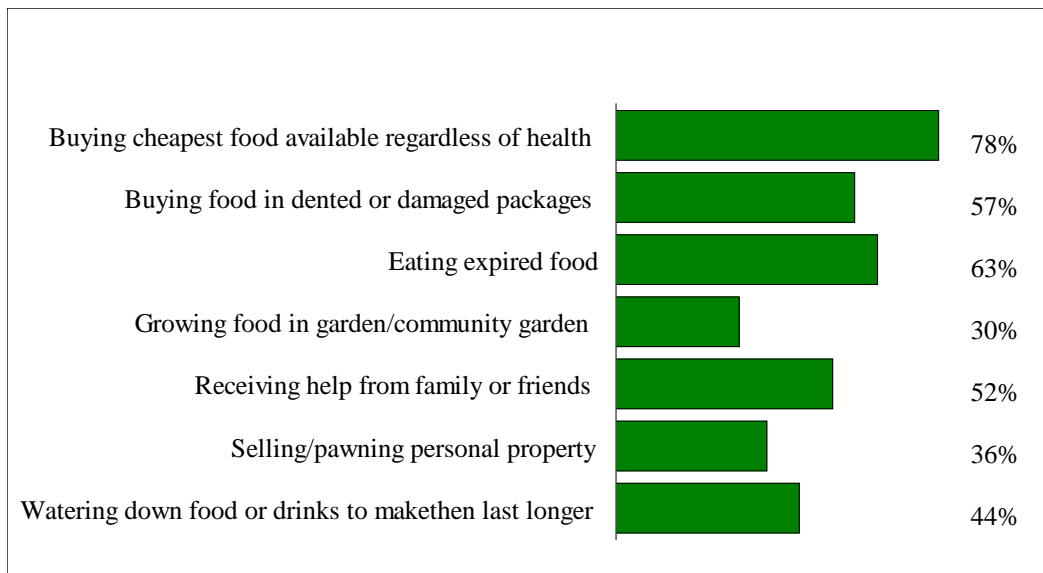 Buying cheapest food available regardless of health 78%
Buying food in dented or damaged packages 57%
Eating expired food 63%
Growing food in garden/community garden 30%
Receiving help from family or friends 52%
Selling/pawning personal property 36%
Watering down food or drinks to makethen last longer 44%